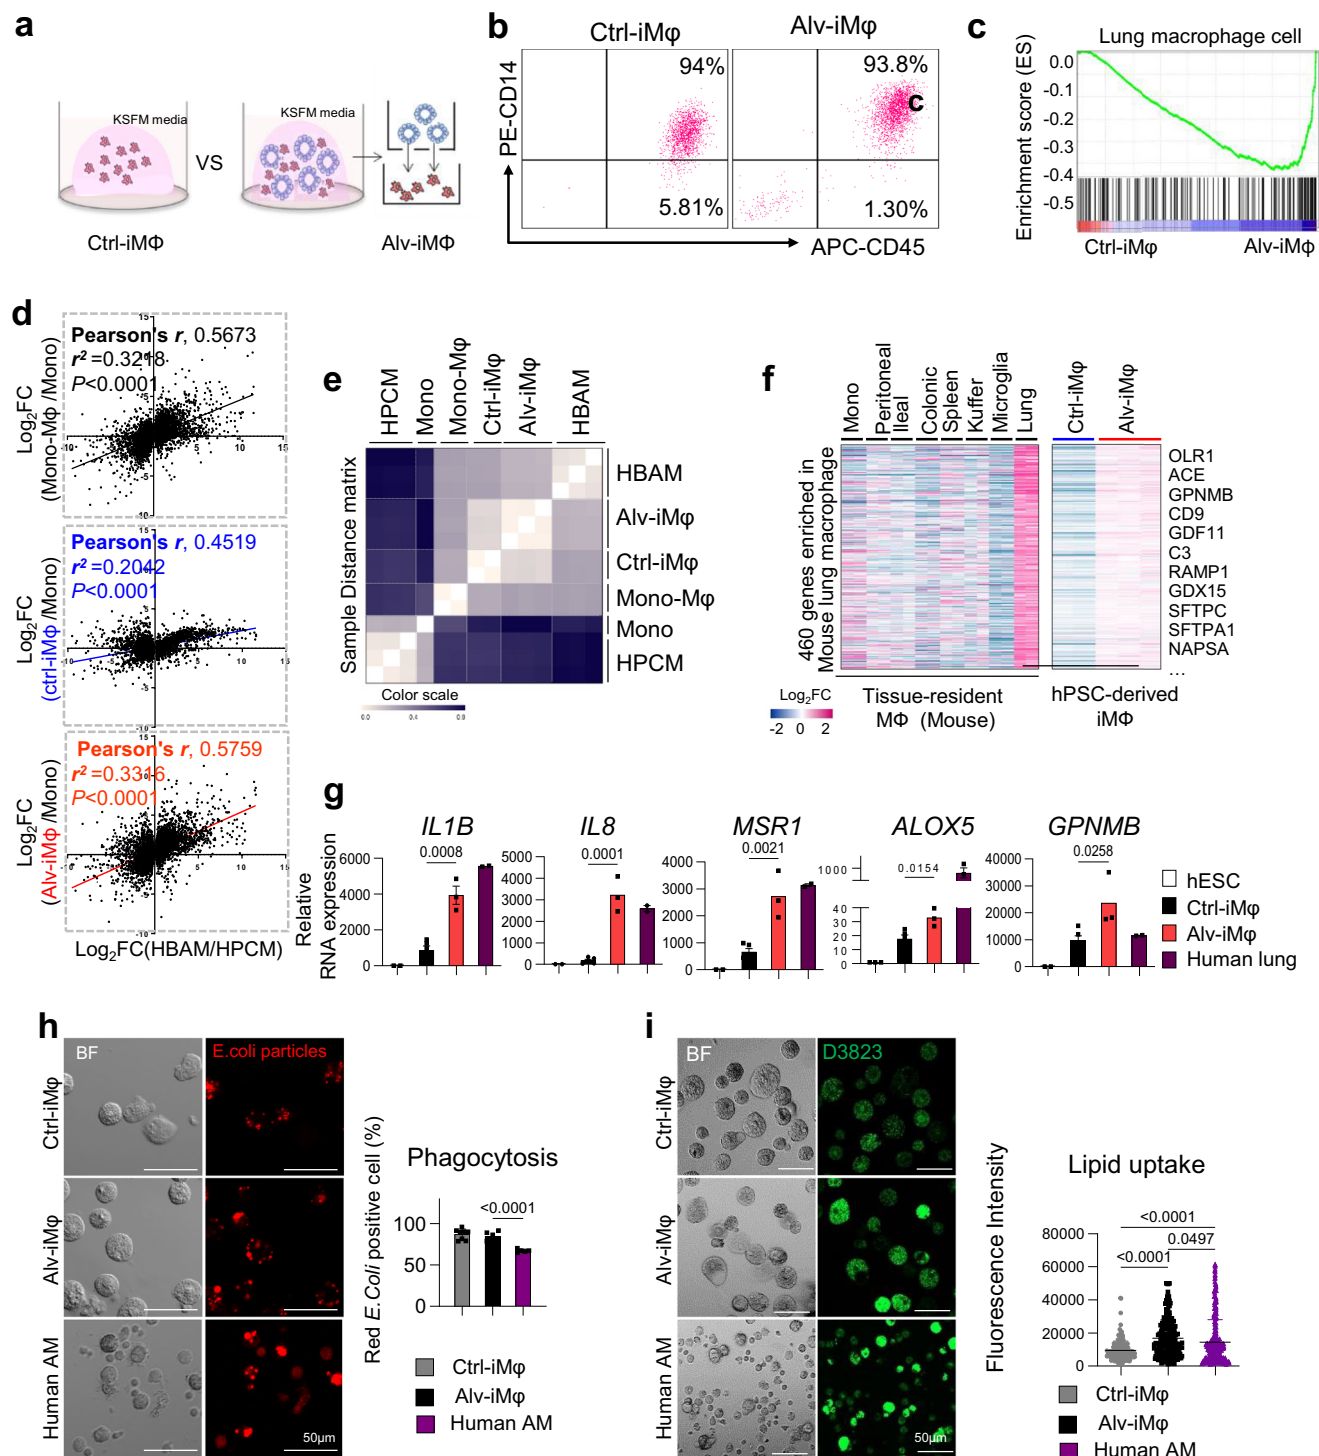 a
KSFM media
VS
KSFM media
Ctrl-iMΦ
Alv-iMΦ
b
Ctrl-iMφ
Alv-iMφ
PE-CD14
94%
93.8%
c
5.81%
1.30%
APC-CD45
c
Lung macrophage cell
Enrichment score (ES)
0.0
-0.1
-0.2
-0.3
-0.4
-0.5
Ctrl-iMφ
Alv-iMφ
d
Pearson's r, 0.5673
r² =0.3218
P<0.0001
Log₂FC
(Mono-Mφ /Mono)
Pearson's r, 0.4519
r² =0.2042
P<0.0001
Log₂FC
(ctrl-iMφ /Mono)
Pearson's r, 0.5759
r² =0.3316
P<0.0001
Log₂FC
(Alv-iMφ /Mono)
Log₂FC(HBAM/HPCM)
e
HPCM
Mono
Mono-Mφ
Ctrl-iMφ
Alv-iMφ
HBAM
Sample Distance matrix
HBAM
Alv-iMφ
Ctrl-iMφ
Mono-Mφ
Mono
HPCM
Color scale
0.0
0.4
0.8
f
Mono
Peritoneal
Ileal
Colonic
Spleen
Kuffer
Microglia
Lung
Ctrl-iMφ
Alv-iMφ
460 genes enriched in
Mouse lung macrophage
OLR1
ACE
GPNMB
CD9
GDF11
C3
RAMP1
GDX15
SFTPC
SFTPA1
NAPSA
...
Log₂FC
-2 0 2
Tissue-resident
MΦ (Mouse)
hPSC-derived
iMΦ
g
Relative
RNA expression
IL1B
0.0008
6000
4000
2000
0
IL8
0.0001
5000
4000
3000
2000
1000
0
MSR1
0.0021
4000
3000
2000
1000
0
ALOX5
0.0154
1000
40
30
20
10
0
GPNMB
0.0258
40000
30000
20000
10000
0
hESC
Ctrl-iMφ
Alv-iMφ
Human lung
h
BF
E.coli particles
Ctrl-iMφ
Alv-iMφ
Human AM
50μm
Phagocytosis
Red E.Coli positive cell (%)
<0.0001
100
50
0
Ctrl-iMφ
Alv-iMφ
Human AM
i
BF
D3823
Ctrl-iMφ
Alv-iMφ
Human AM
50μm
Lipid uptake
Fluorescence Intensity
<0.0001
0.0497
<0.0001
80000
60000
40000
20000
0
Ctrl-iMφ
Alv-iMφ
Human AM